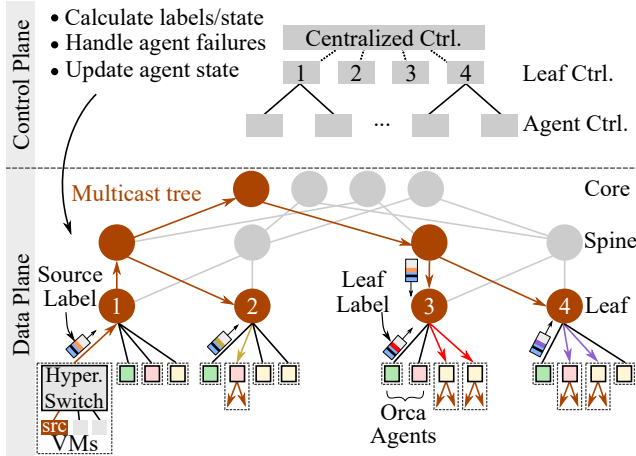 Control Plane
• Calculate labels/state
• Handle agent failures
• Update agent state
Centralized Ctrl.
1 2 3 4
Leaf Ctrl.
...
Agent Ctrl.
Data Plane
Multicast tree
Core
Spine
Source
Label
Leaf
Label
1 2 3 4
Leaf
Hyper.
Switch
src
VMs
Orca
Agents